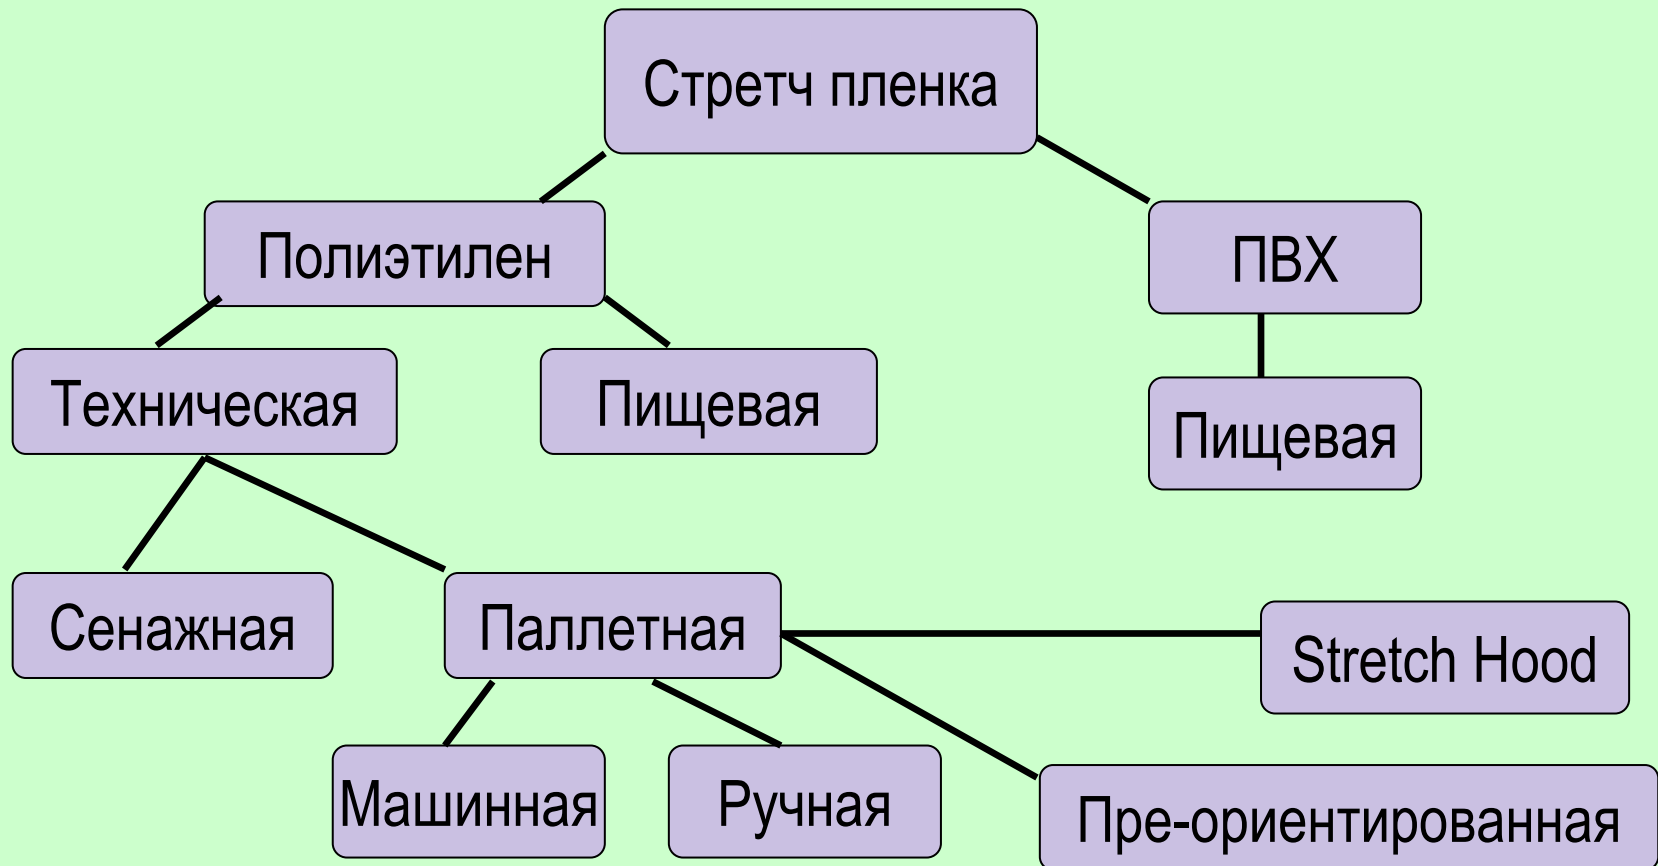 Стретч пленка
Полиэтилен
ПВХ
Техническая
Пищевая
Пищевая
Сенажная
Паллетная
Stretch Hood
Машинная
Ручная
Пре-ориентированная